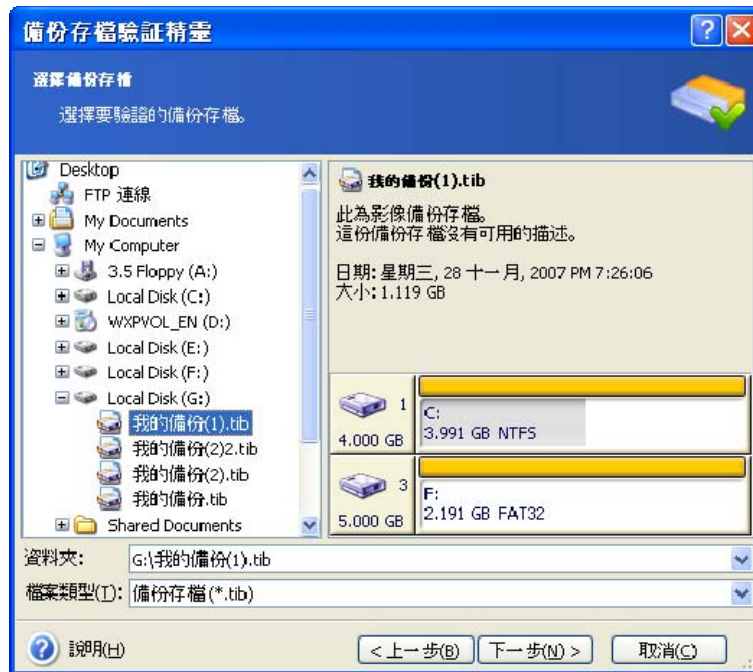 備份存檔驗証精靈
選擇備份存檔
選擇要驗證的備份存檔。
Desktop
FTP 連線
My Documents
My Computer
3.5 Floppy (A:)
Local Disk (C:)
WXPVOL_EN (D:)
Local Disk (E:)
Local Disk (F:)
Local Disk (G:)
我的備份(1).tib
我的備份(2)2.tib
我的備份(2).tib
我的備份.tib
Shared Documents
我的備份(1).tib
此為影像備份存檔。
這份備份存檔沒有可用的描述。
日期: 星期三, 28 十一月, 2007 PM 7:26:06
大小: 1.119 GB
1
4.000 GB
C:
3.991 GB NTFS
3
5.000 GB
F:
2.191 GB FAT32
資料夾: G:\我的備份(1).tib
檔案類型(T): 備份存檔 (*.tib)
說明(H)
< 上一步(B)
下一步(N) >
取消(C)